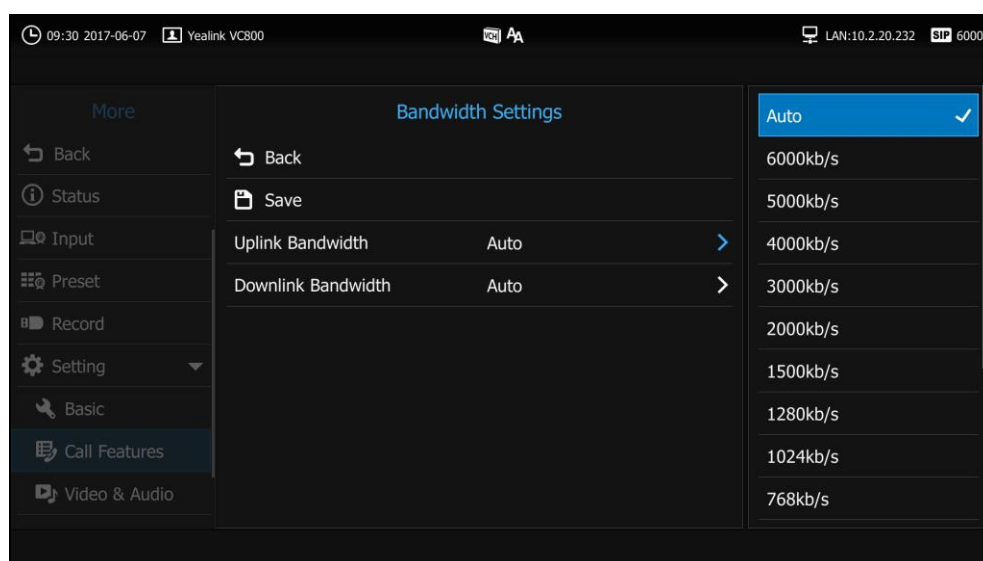 09:30 2017-06-07 Yealink VC800 VCH AA LAN:10.2.20.232 SIP 6000
More
Back
Status
Input
Preset
Record
Setting
Basic
Call Features
Video & Audio
Bandwidth Settings
Back
Save
Uplink Bandwidth Auto
Downlink Bandwidth Auto
Auto
6000kb/s
5000kb/s
4000kb/s
3000kb/s
2000kb/s
1500kb/s
1280kb/s
1024kb/s
768kb/s